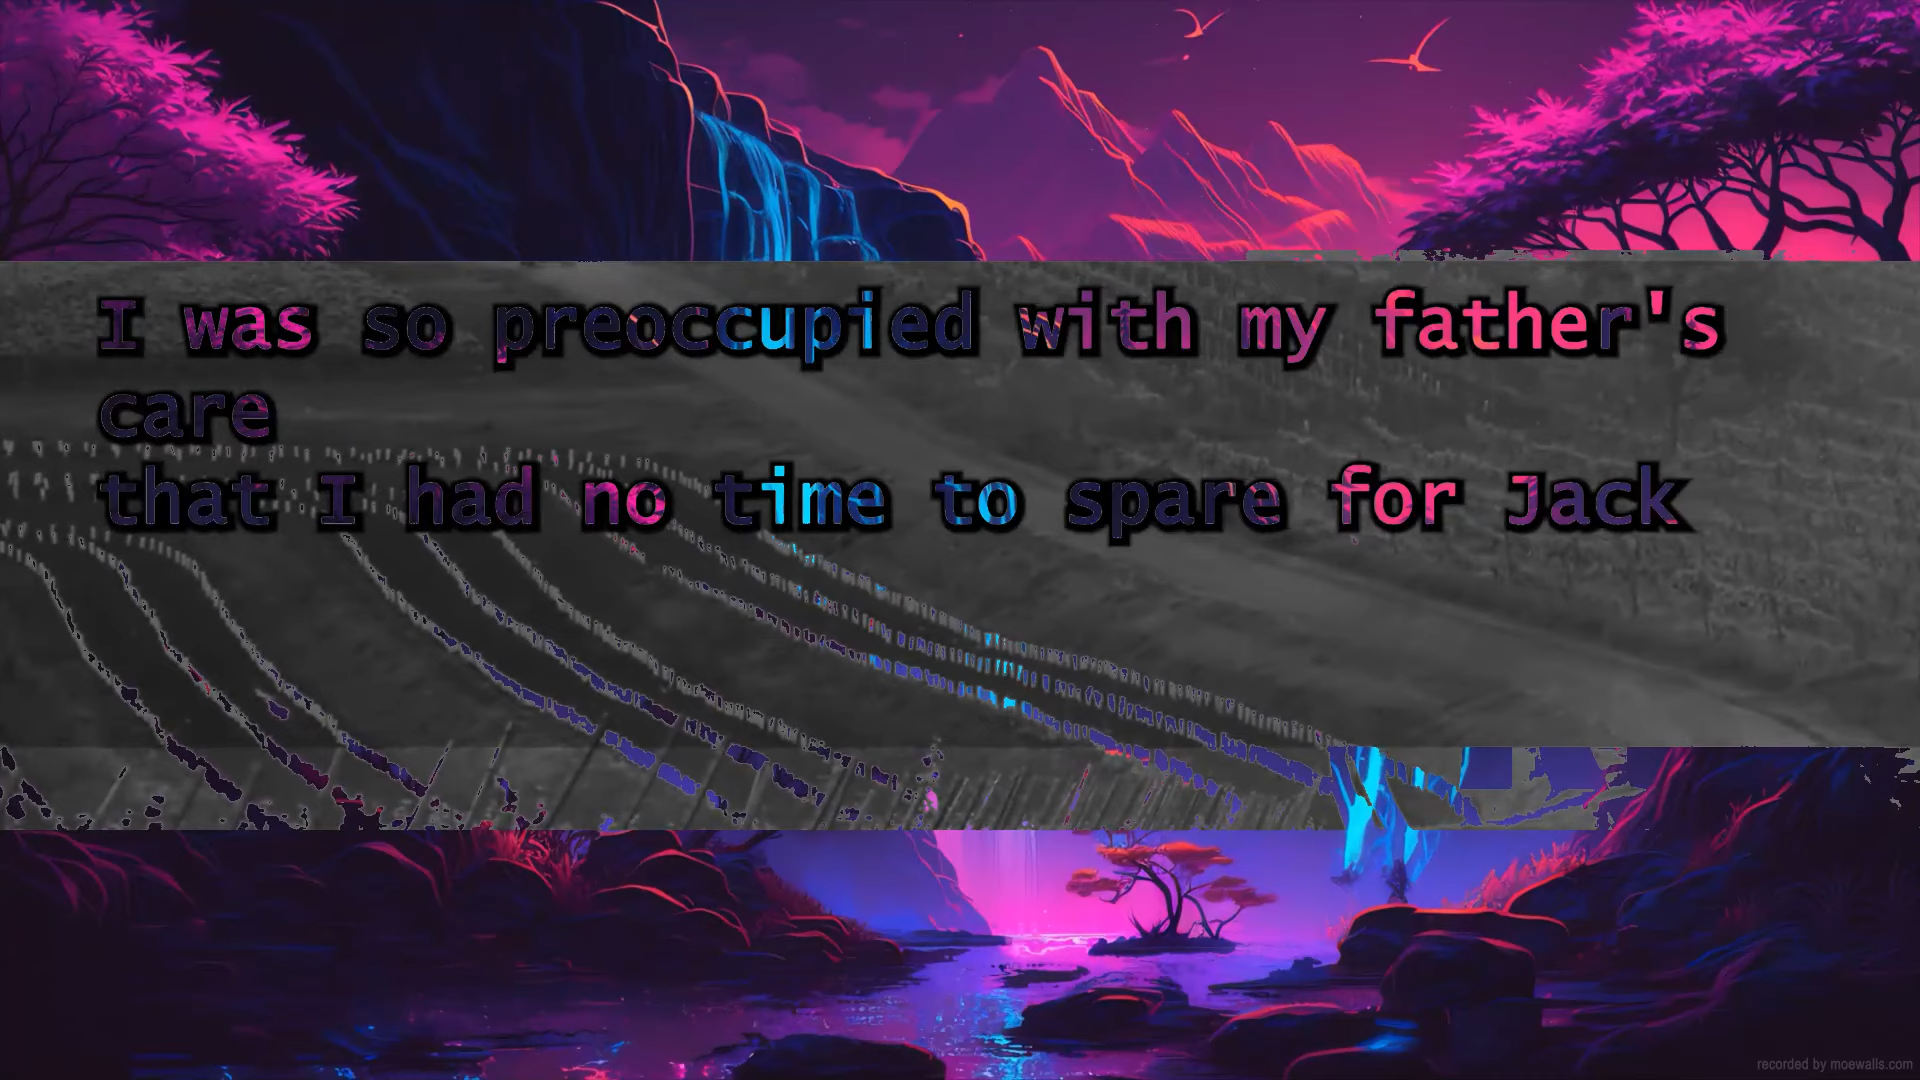 I was so preoccupied with my father's
care
that I had no time to spare for Jack
recorded by moewalls.com